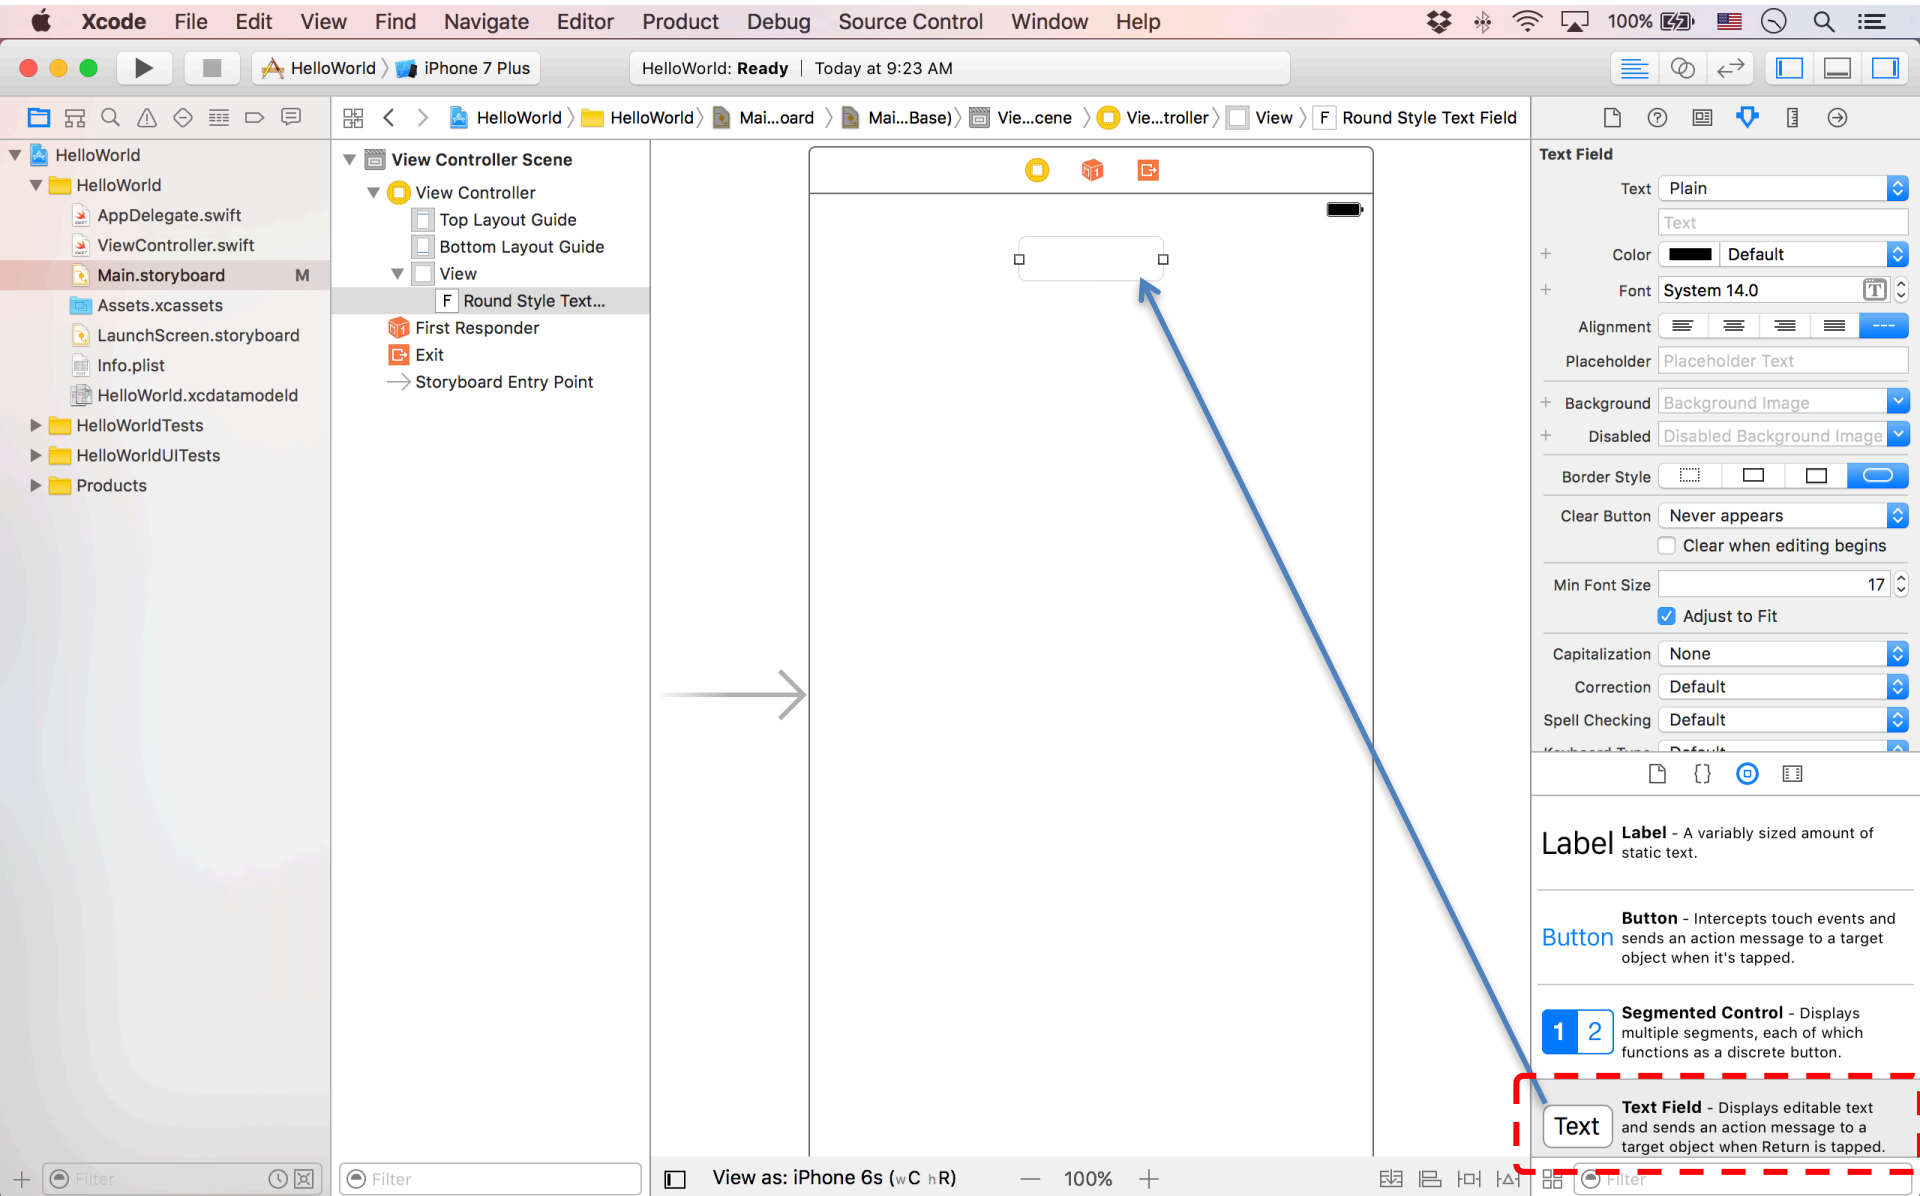 Xcode File Edit View Find Navigate Editor Product Debug Source Control Window Help 100%
HelloWorld iPhone 7 Plus
HelloWorld: Ready | Today at 9:23 AM
HelloWorld HelloWorld Mai...oard Mai...Base) Vie...cene Vie...troller View F Round Style Text Field
HelloWorld
HelloWorld
AppDelegate.swift
ViewController.swift
Main.storyboard M
Assets.xcassets
LaunchScreen.storyboard
Info.plist
HelloWorld.xcdatamodeld
HelloWorldTests
HelloWorldUITests
Products
Filter
View Controller Scene
View Controller
Top Layout Guide
Bottom Layout Guide
View
F Round Style Text...
First Responder
Exit
Storyboard Entry Point
Filter
View as: iPhone 6s (wC hR) — 100% +
Text Field
Text Plain
Text
Color Default
Font System 14.0 T
Alignment
Placeholder Placeholder Text
Background Background Image
Disabled Disabled Background Image
Border Style
Clear Button Never appears
Clear when editing begins
Min Font Size 17
Adjust to Fit
Capitalization None
Correction Default
Spell Checking Default
Keyboard Type Default
Label Label - A variably sized amount of
static text.
Button - Intercepts touch events and
Button sends an action message to a target
object when it's tapped.
Segmented Control - Displays
1 2 multiple segments, each of which
functions as a discrete button.
Text Field - Displays editable text
Text and sends an action message to a
target object when Return is tapped.
Filter